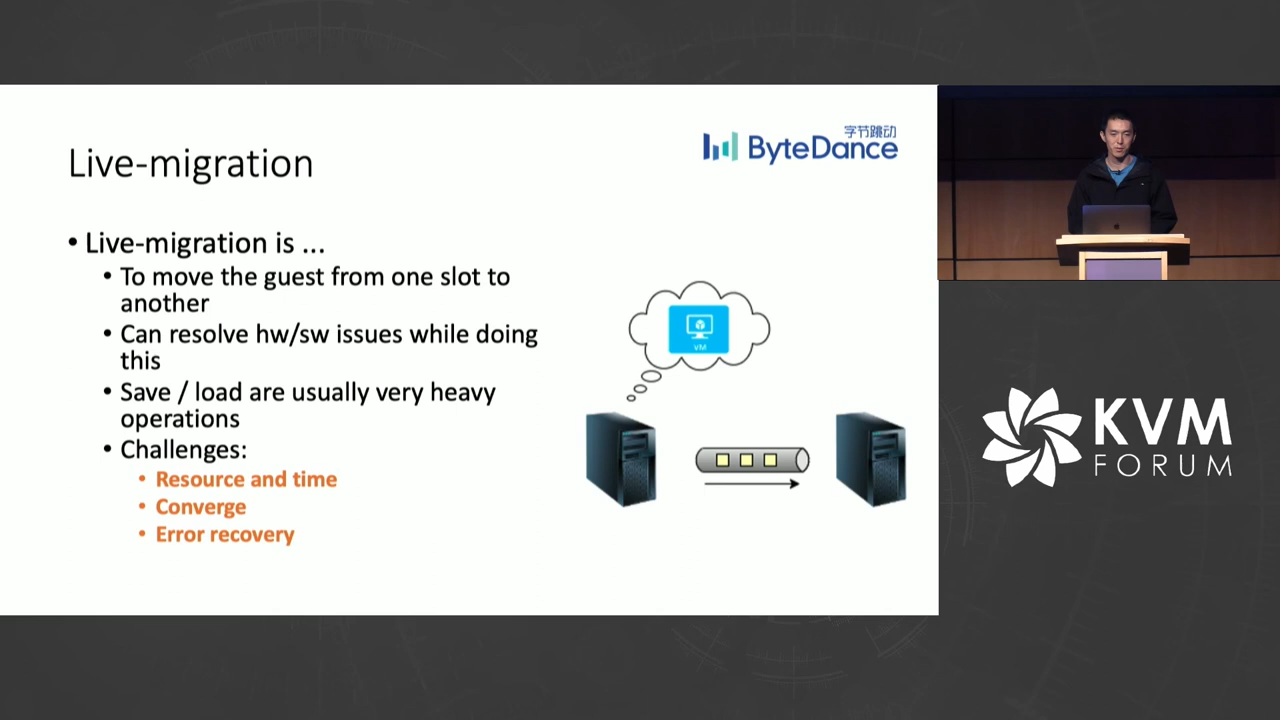 字节跳动
ByteDance
Live-migration
• Live-migration is ...
• To move the guest from one slot to
another
• Can resolve hw/sw issues while doing
this
• Save / load are usually very heavy
operations
• Challenges:
• Resource and time
• Converge
• Error recovery
VM
KVM
FORUM